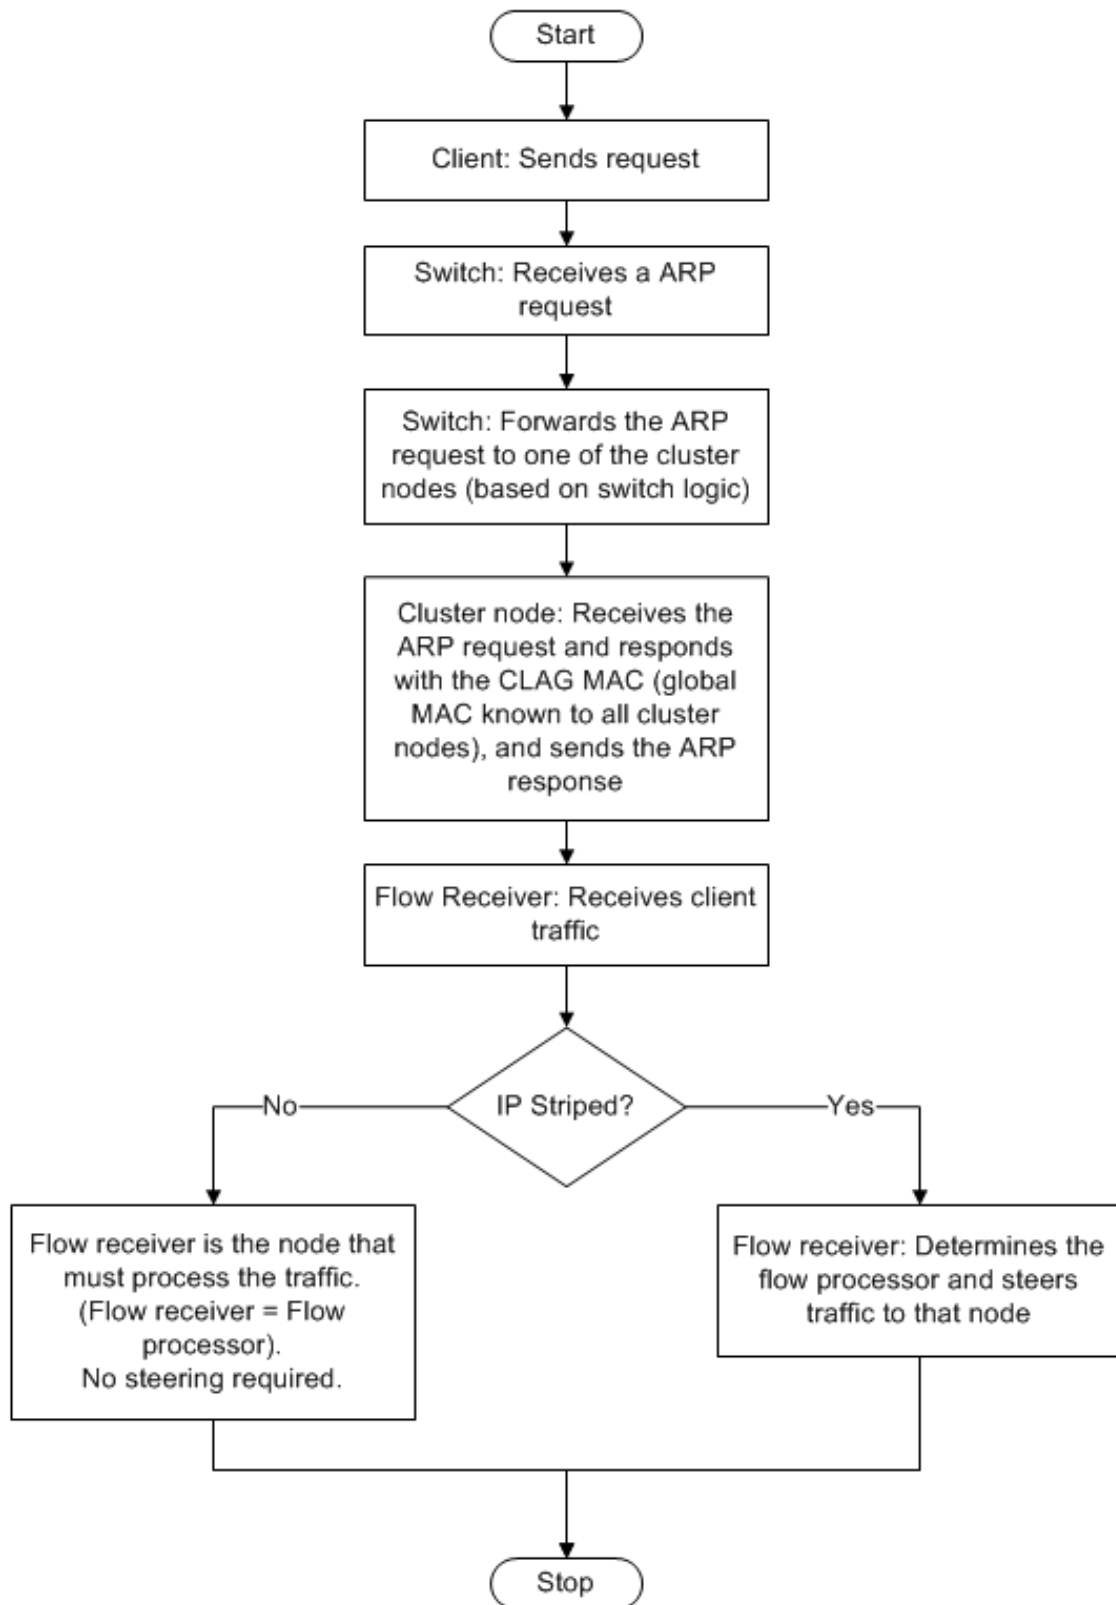 Start
Client: Sends request
Switch: Receives a ARP
request
Switch: Forwards the ARP
request to one of the cluster
nodes (based on switch logic)
Cluster node: Receives the
ARP request and responds
with the CLAG MAC (global
MAC known to all cluster
nodes), and sends the ARP
response
Flow Receiver: Receives client
traffic
IP Striped?
No
Yes
Flow receiver is the node that
must process the traffic.
(Flow receiver = Flow
processor).
No steering required.
Flow receiver: Determines the
flow processor and steers
traffic to that node
Stop